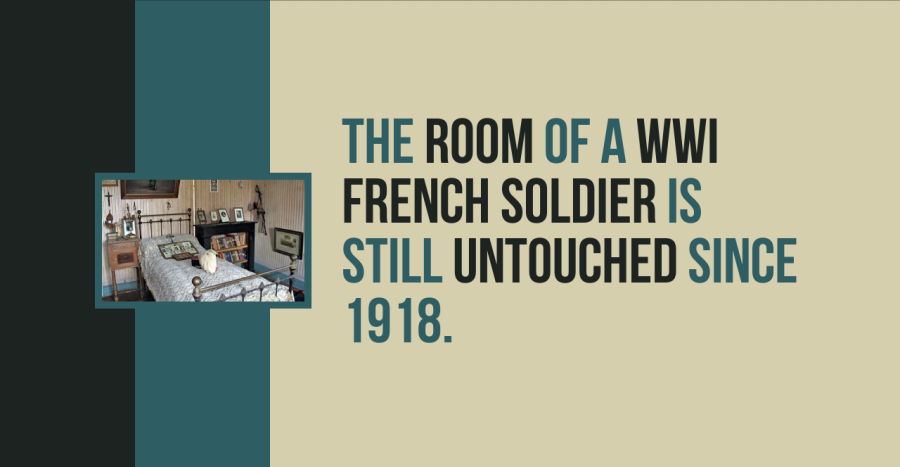 THE ROOM OF A WWI
FRENCH SOLDIER IS
STILL UNTOUCHED SINCE
1918.